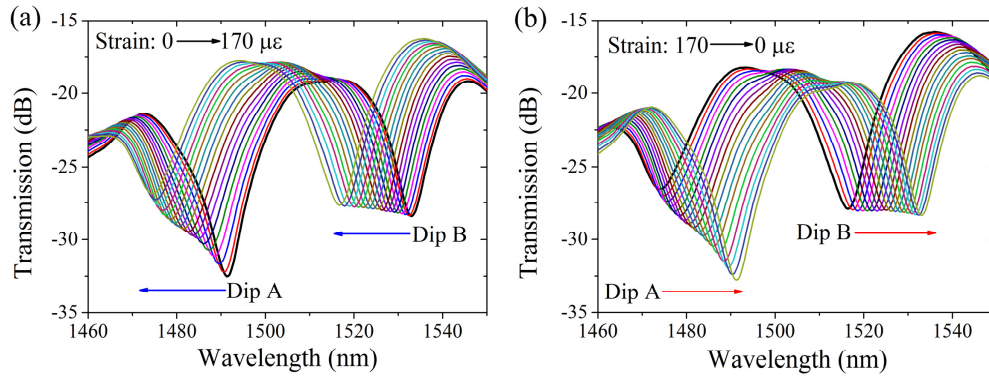 (a)
Strain: 0 170 με
Dip B
Dip A
-15
-20
-25
-30
-35
Transmission (dB)
1460 1480 1500 1520 1540
Wavelength (nm)
(b)
Strain: 170 0 με
Dip B
Dip A
-15
-20
-25
-30
-35
Transmission (dB)
1460 1480 1500 1520 1540
Wavelength (nm)